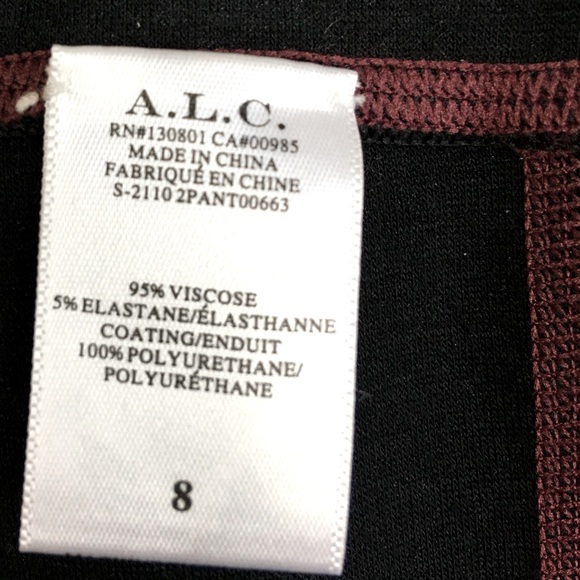 A.L.C.
RN#130801 CA#00985
MADE IN CHINA
FABRIQUÉ EN CHINE
S-2110 2PANT00663
95% VISCOSE
5% ELASTANE/ÉLASTHANNE
COATING/ENDUIT
100% POLYURETHANE/
POLYURÉTHANE
8